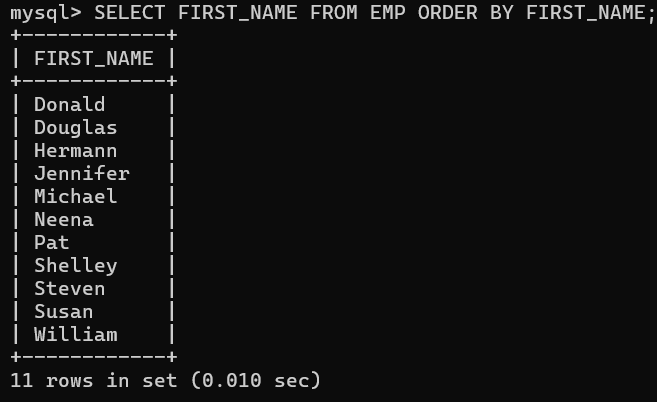 mysql> SELECT FIRST_NAME FROM EMP ORDER BY FIRST_NAME;
+------------+
| FIRST_NAME |
+------------+
| Donald     |
| Douglas    |
| Hermann    |
| Jennifer   |
| Michael    |
| Neena      |
| Pat        |
| Shelley    |
| Steven     |
| Susan      |
| William    |
+------------+
11 rows in set (0.010 sec)